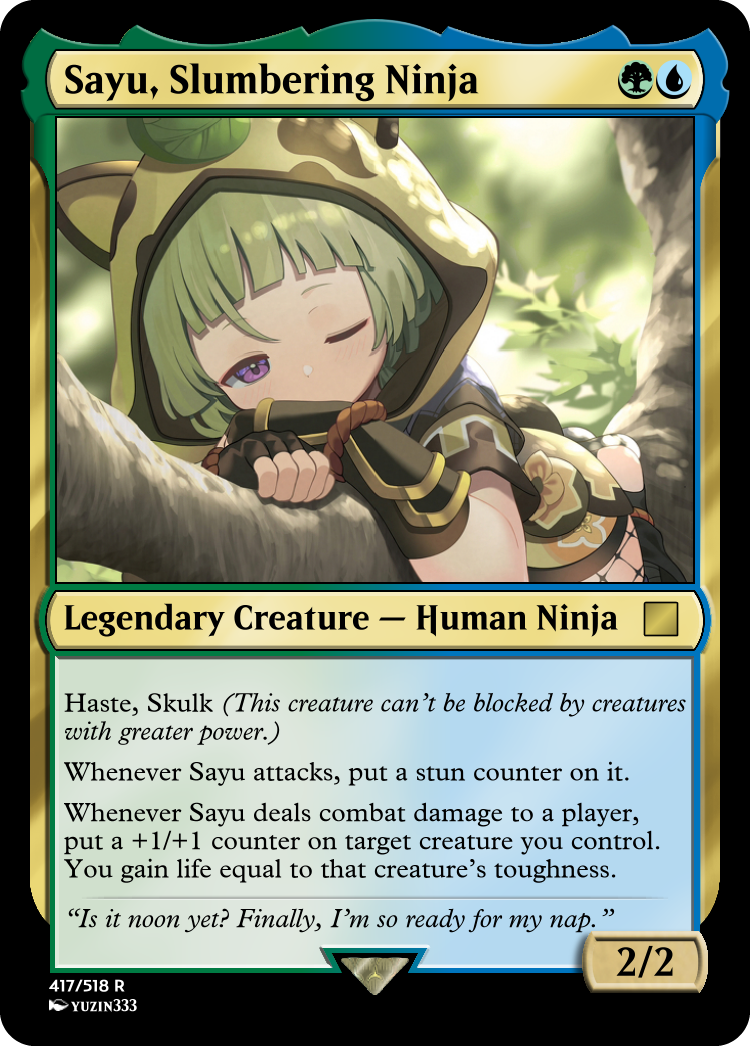 Sayu, Slumbering Ninja
Legendary Creature — Human Ninja
Haste, Skulk (This creature can't be blocked by creatures
with greater power.)
Whenever Sayu attacks, put a stun counter on it.
Whenever Sayu deals combat damage to a player,
put a +1/+1 counter on target creature you control.
You gain life equal to that creature's toughness.
“Is it noon yet? Finally, I'm so ready for my nap.”
2/2
417/518 R
YUZIN333